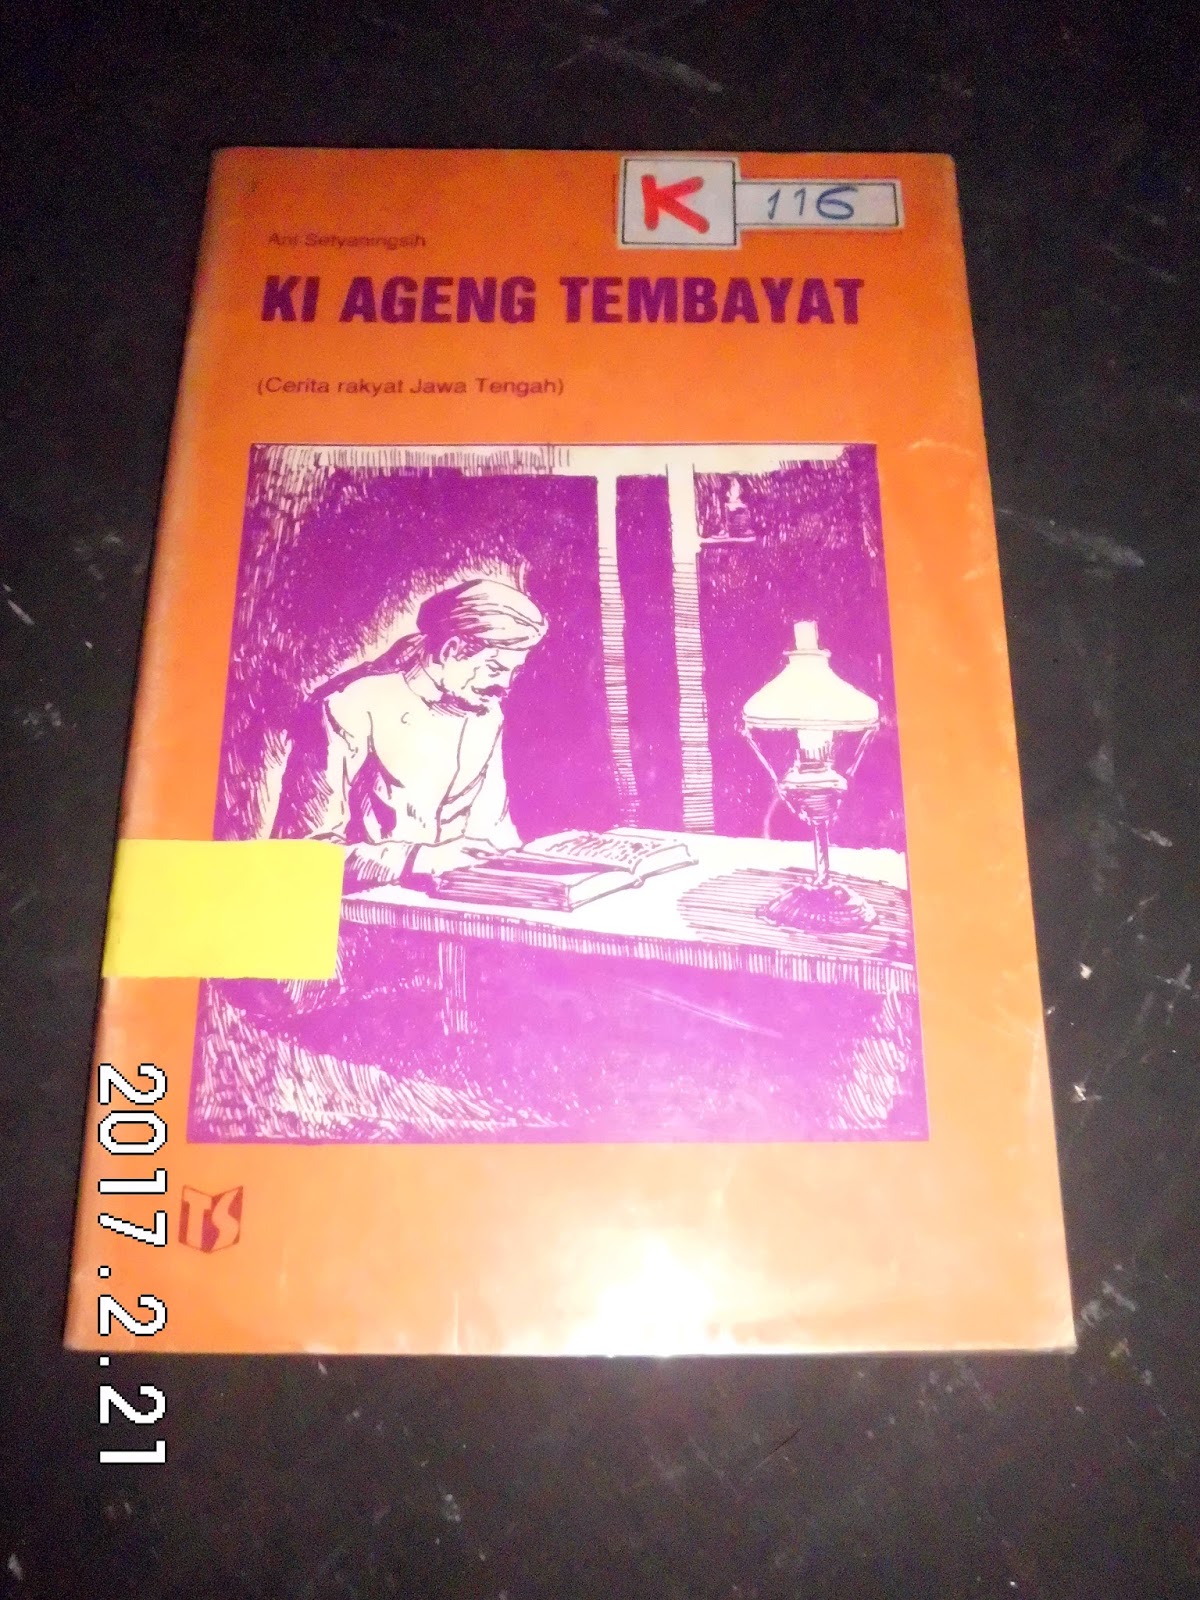 K 116
Ani Setyaningsih
KI AGENG TEMBAYAT
(Cerita rakyat Jawa Tengah)
TS
2017.2.21